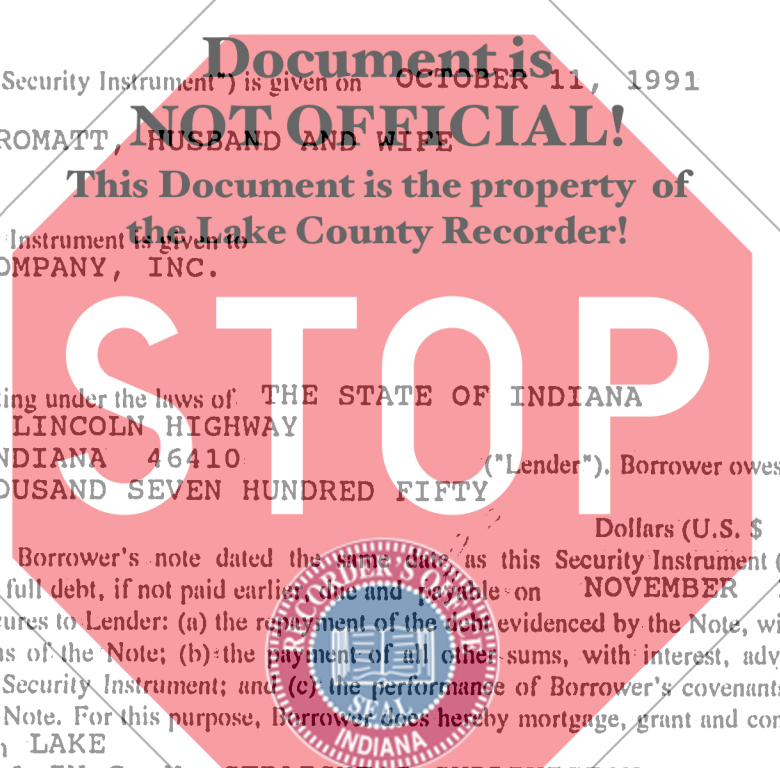 Document is
Security Instrument") is given on OCTOBER 11, 1991
NOT OFFICIAL!
ROMATT, HUSBAND AND WIFE
This Document is the property of
the Lake County Recorder!
Instrument is given to
OMPANY, INC.
STOP
ing under the laws of THE STATE OF INDIANA
LINCOLN HIGHWAY
NDIANA 46410 ("Lender"). Borrower owes
OUSAND SEVEN HUNDRED FIFTY
Dollars (U.S. $
Borrower's note dated the same date as this Security Instrument (
full debt, if not paid earlier, due and payable on NOVEMBER
ures to Lender: (a) the repayment of the debt evidenced by the Note, wi
s of the Note; (b) the payment of all other sums, with interest, adv
Security Instrument; and (c) the performance of Borrower's covenants
Note. For this purpose, Borrower does hereby mortgage, grant and con
LAKE
RECORDER'S OFFICE
SEAL
INDIANA